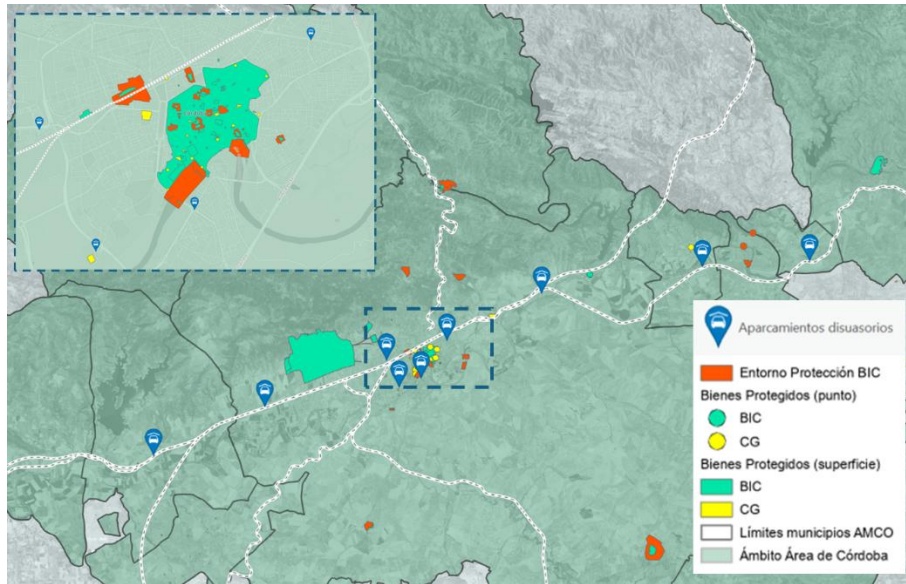 Aparcamientos disuasorios
Entorno Protección BIC
Bienes Protegidos (punto)
BIC
CG
Bienes Protegidos (superficie)
BIC
CG
Límites municipios AMCO
Ámbito Área de Córdoba